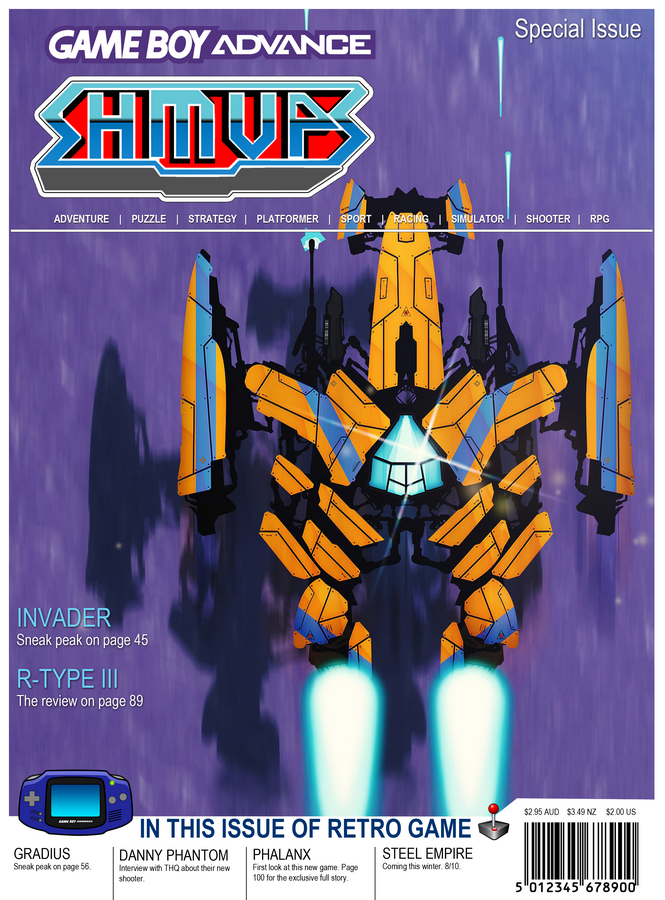 GAME BOY ADVANCE
Special Issue
SHMUPS
ADVENTURE | PUZZLE | STRATEGY | PLATFORMER | SPORT | RACING | SIMULATOR | SHOOTER | RPG
INVADER
Sneak peak on page 45
R-TYPE III
The review on page 89
GAME BOY ADVANCE
IN THIS ISSUE OF RETRO GAME
$2.95 AUD $3.49 NZ $2.00 US
GRADIUS
Sneak peak on page 56.
DANNY PHANTOM
Interview with THQ about their new
shooter.
PHALANX
First look at this new game. Page
100 for the exclusive full story.
STEEL EMPIRE
Coming this winter. 8/10.
5 012345 678900